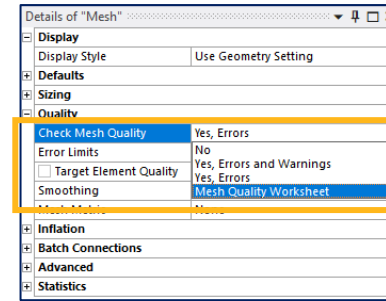 Details of "Mesh"
Display
Display Style Use Geometry Setting
Defaults
Sizing
Quality
Check Mesh Quality Yes, Errors
Error Limits No
Yes, Errors and Warnings
Target Element Quality Yes, Errors
Smoothing Mesh Quality Worksheet
Mesh Metric None
Inflation
Batch Connections
Advanced
Statistics